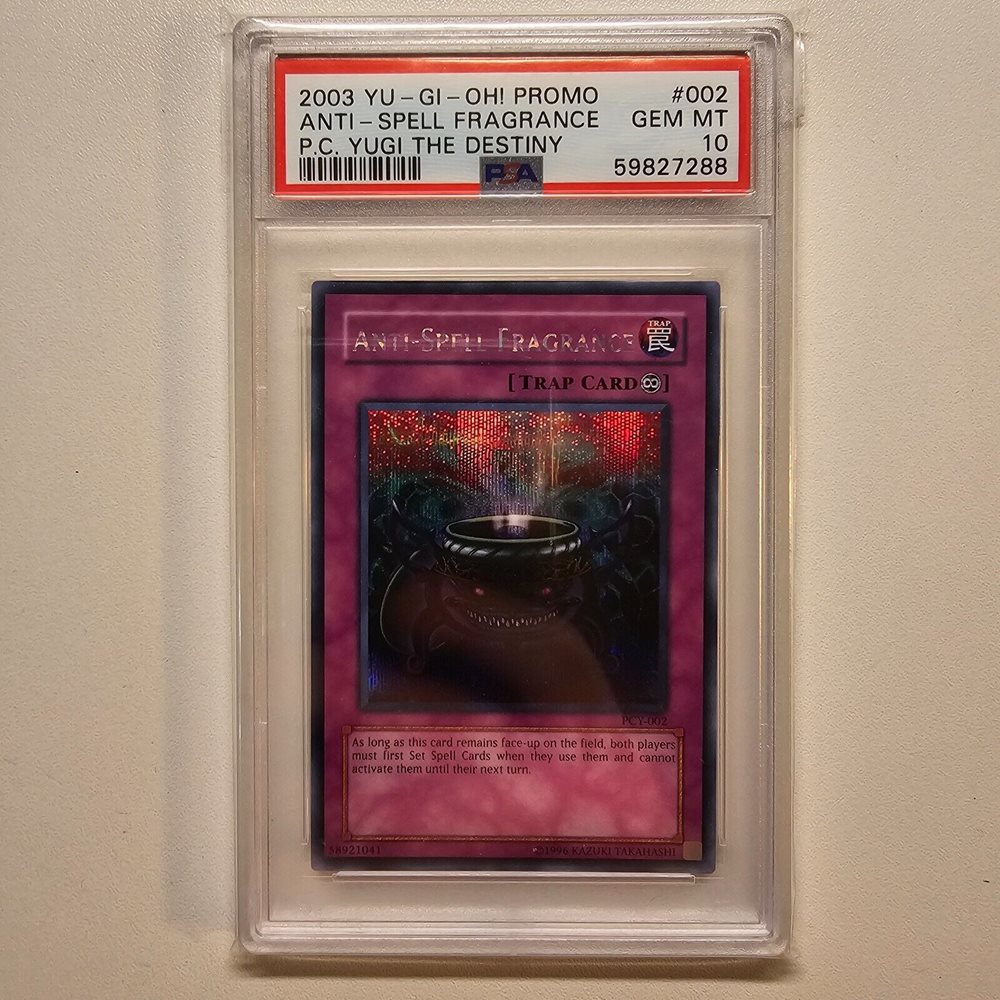 2003 YU-GI-OH! PROMO #002
ANTI-SPELL FRAGRANCE GEM MT
P.C. YUGI THE DESTINY 10
PSA 59827288
ANTI-SPELL FRAGRANCE TRAP 罠
[TRAP CARD∞]
PCY-002
As long as this card remains face-up on the field, both players
must first Set Spell Cards when they use them and cannot
activate them until their next turn.
58921041 ©1996 KAZUKI TAKAHASHI